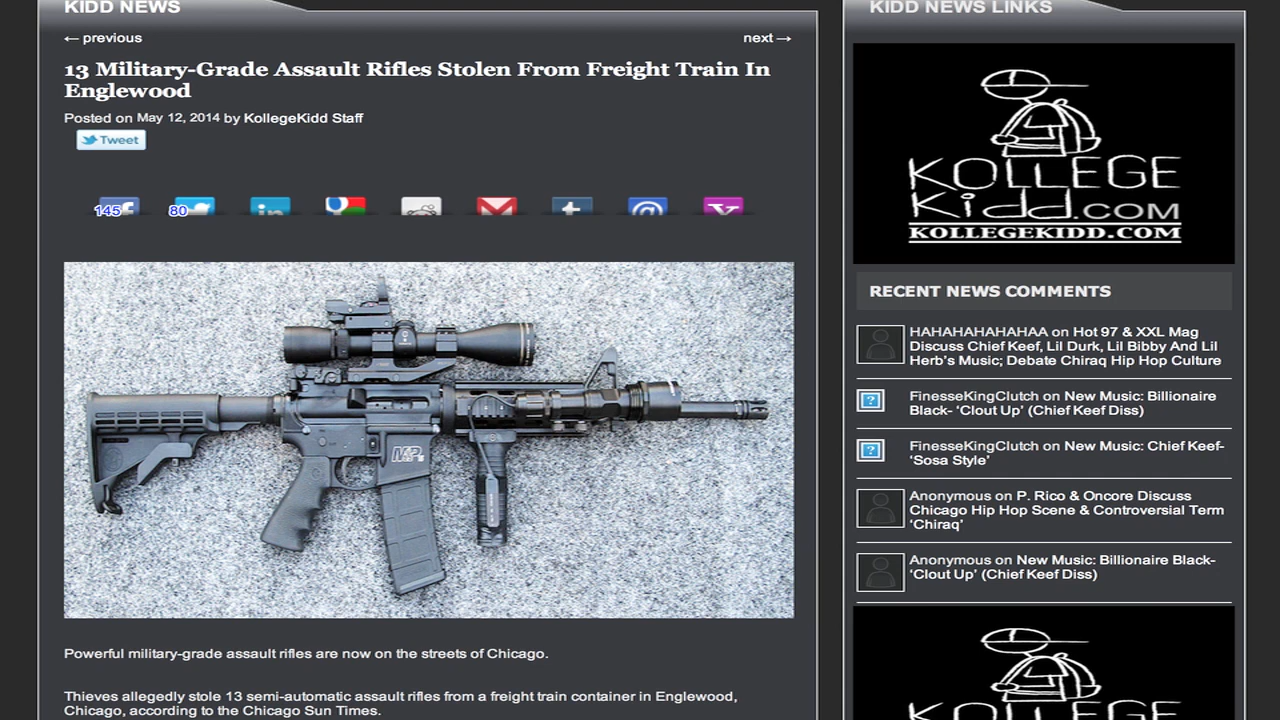 KIDD NEWS
← previous
next →
13 Military-Grade Assault Rifles Stolen From Freight Train In
Englewood
Posted on May 12, 2014 by KollegeKidd Staff
Tweet
145
80
M&P
Powerful military-grade assault rifles are now on the streets of Chicago.
Thieves allegedly stole 13 semi-automatic assault rifles from a freight train container in Englewood,
Chicago, according to the Chicago Sun Times.
KIDD NEWS LINKS
KOLLEGE
Kidd.COM
KOLLEGEKIDD.COM
RECENT NEWS COMMENTS
HAHAHAHAHAHAA on Hot 97 & XXL Mag
Discuss Chief Keef, Lil Durk, Lil Bibby And Lil
Herb's Music; Debate Chiraq Hip Hop Culture
FinesseKingClutch on New Music: Billionaire
Black- ‘Clout Up’ (Chief Keef Diss)
FinesseKingClutch on New Music: Chief Keef-
‘Sosa Style’
Anonymous on P. Rico & Oncore Discuss
Chicago Hip Hop Scene & Controversial Term
‘Chiraq’
Anonymous on New Music: Billionaire Black-
‘Clout Up’ (Chief Keef Diss)
KOLLEGE